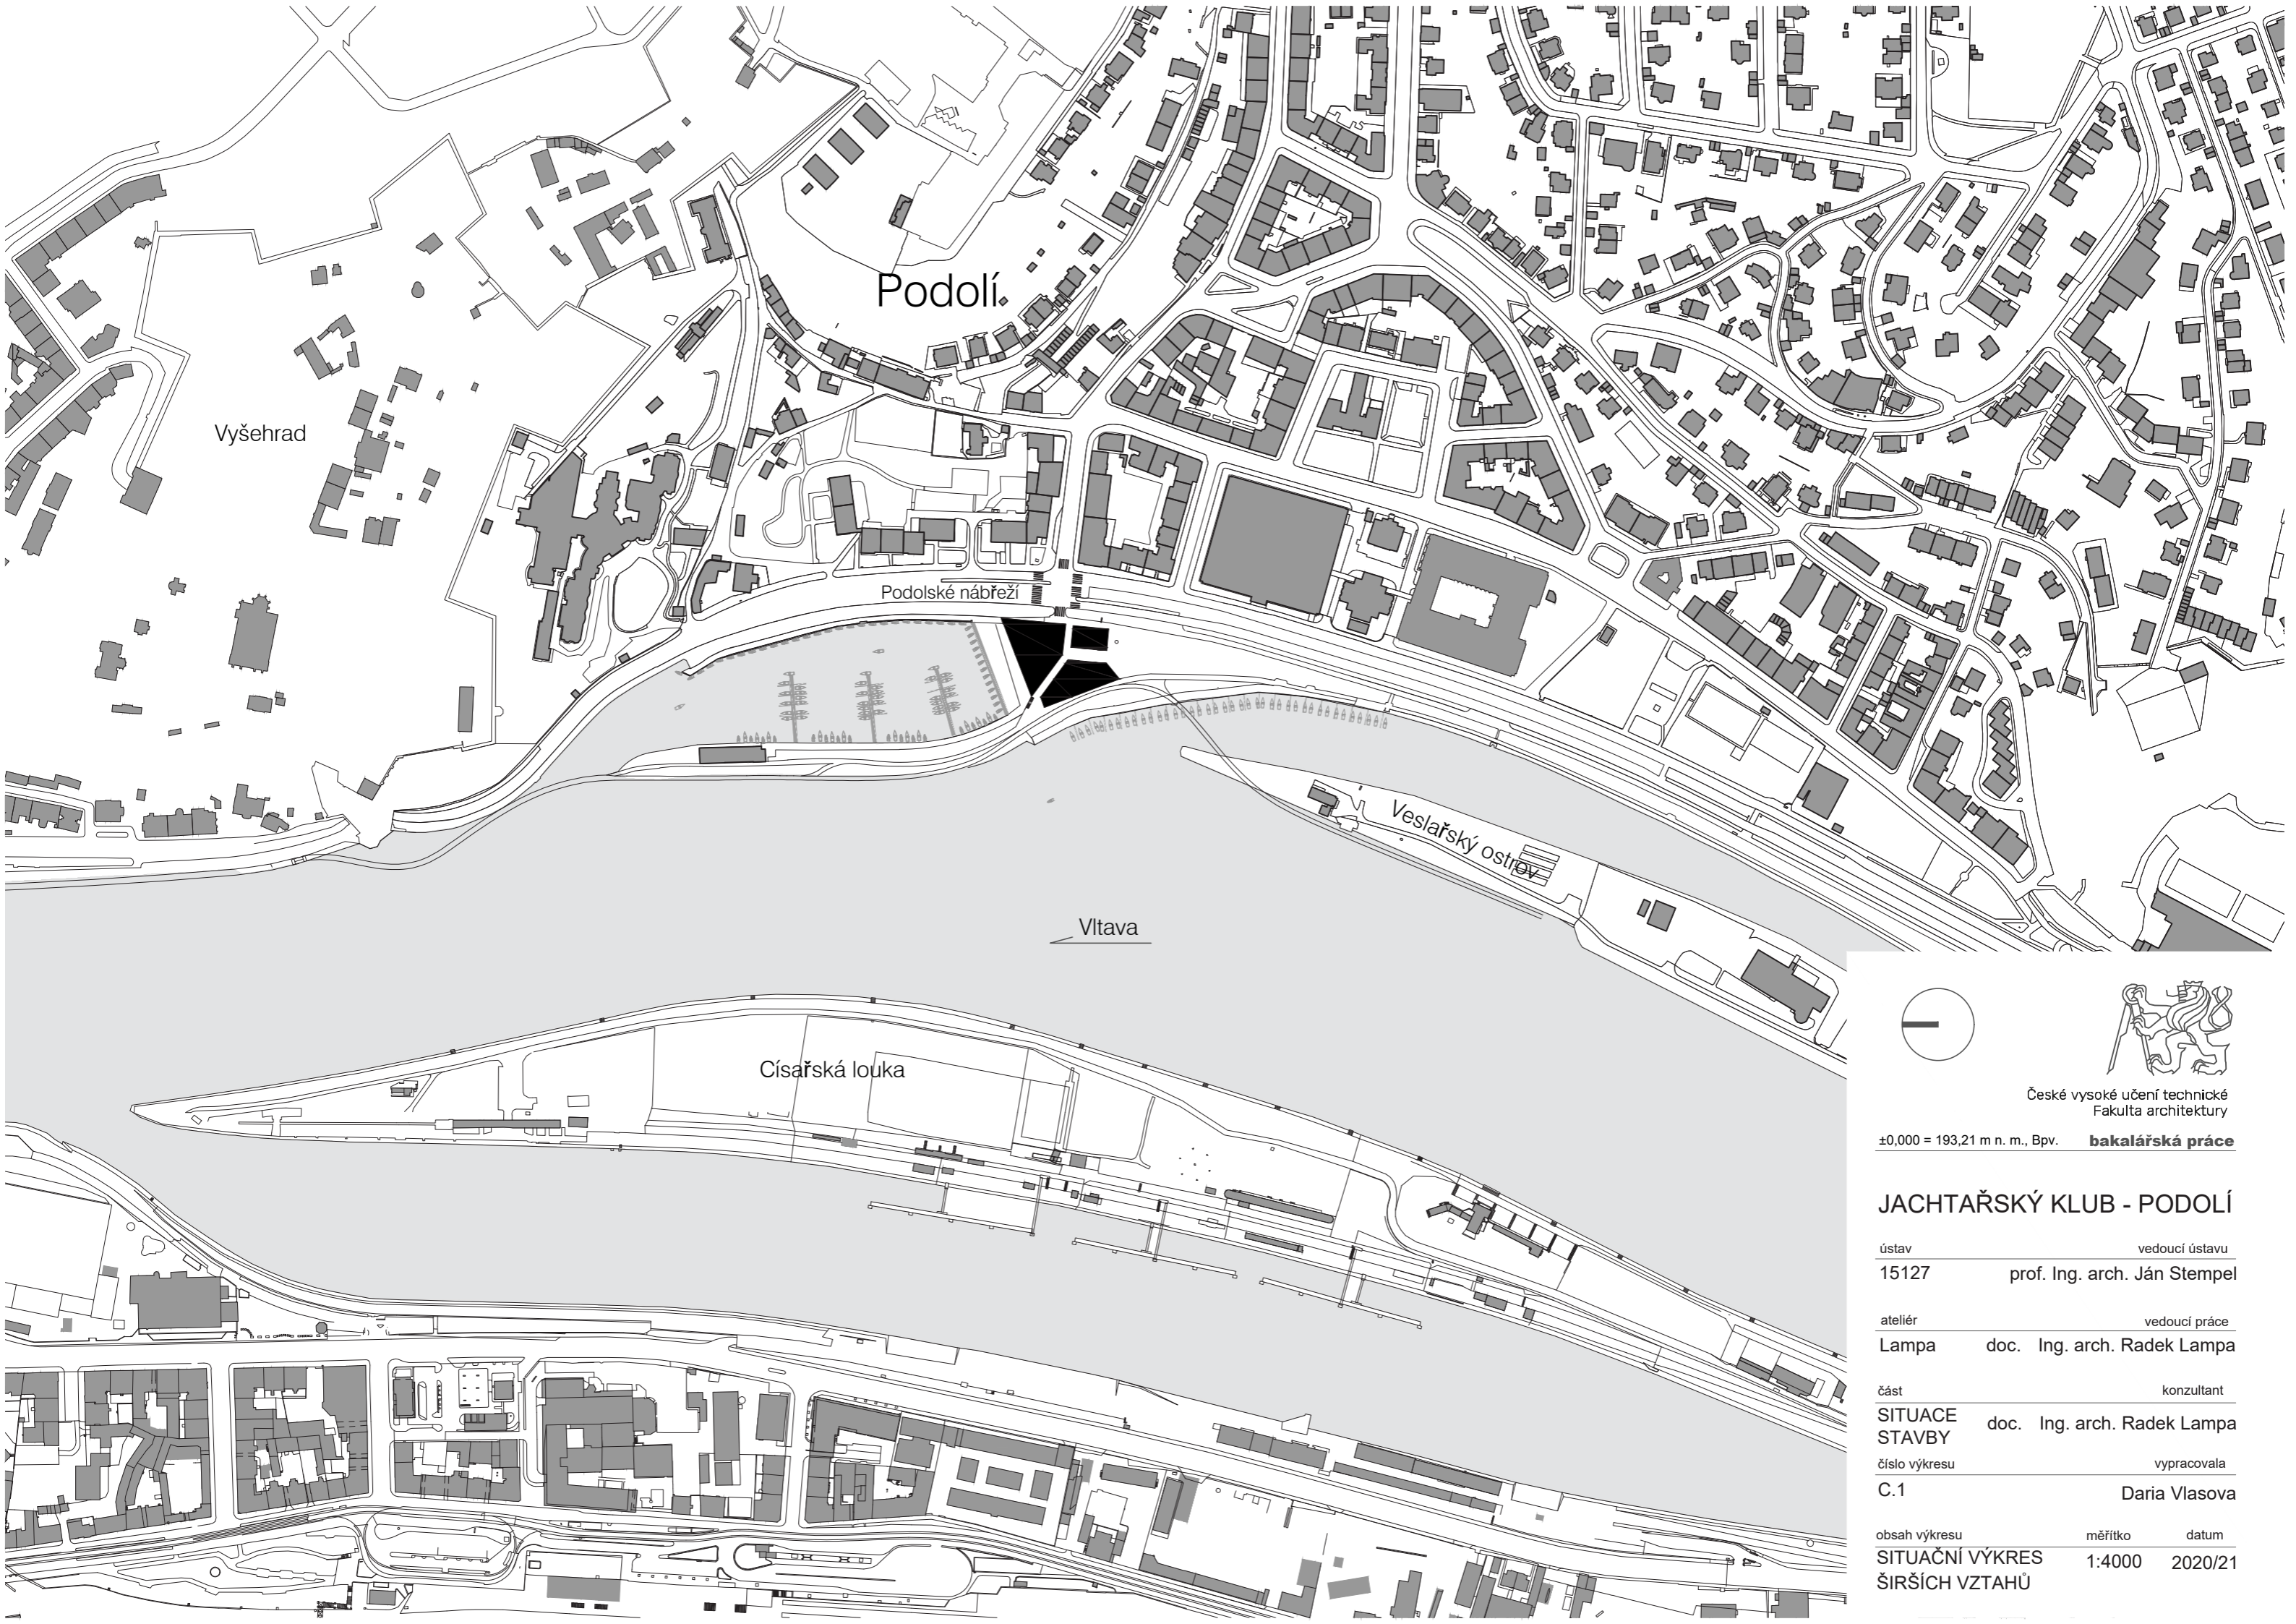 Podolí
Vyšehrad
Podolské nábřeží
Veslařský ostrov
Vltava
Císařská louka
České vysoké učení technické
Fakulta architektury
±0,000 = 193,21 m n. m., Bpv. bakalářská práce
JACHTAŘSKÝ KLUB - PODOLÍ
ústav vedoucí ústavu
15127 prof. Ing. arch. Ján Stempel
ateliér vedoucí práce
Lampa doc. Ing. arch. Radek Lampa
část konzultant
SITUACE
STAVBY doc. Ing. arch. Radek Lampa
číslo výkresu vypracovala
C.1 Daria Vlasova
obsah výkresu měřítko datum
SITUAČNÍ VÝKRES 1:4000 2020/21
ŠIRŠÍCH VZTAHŮ